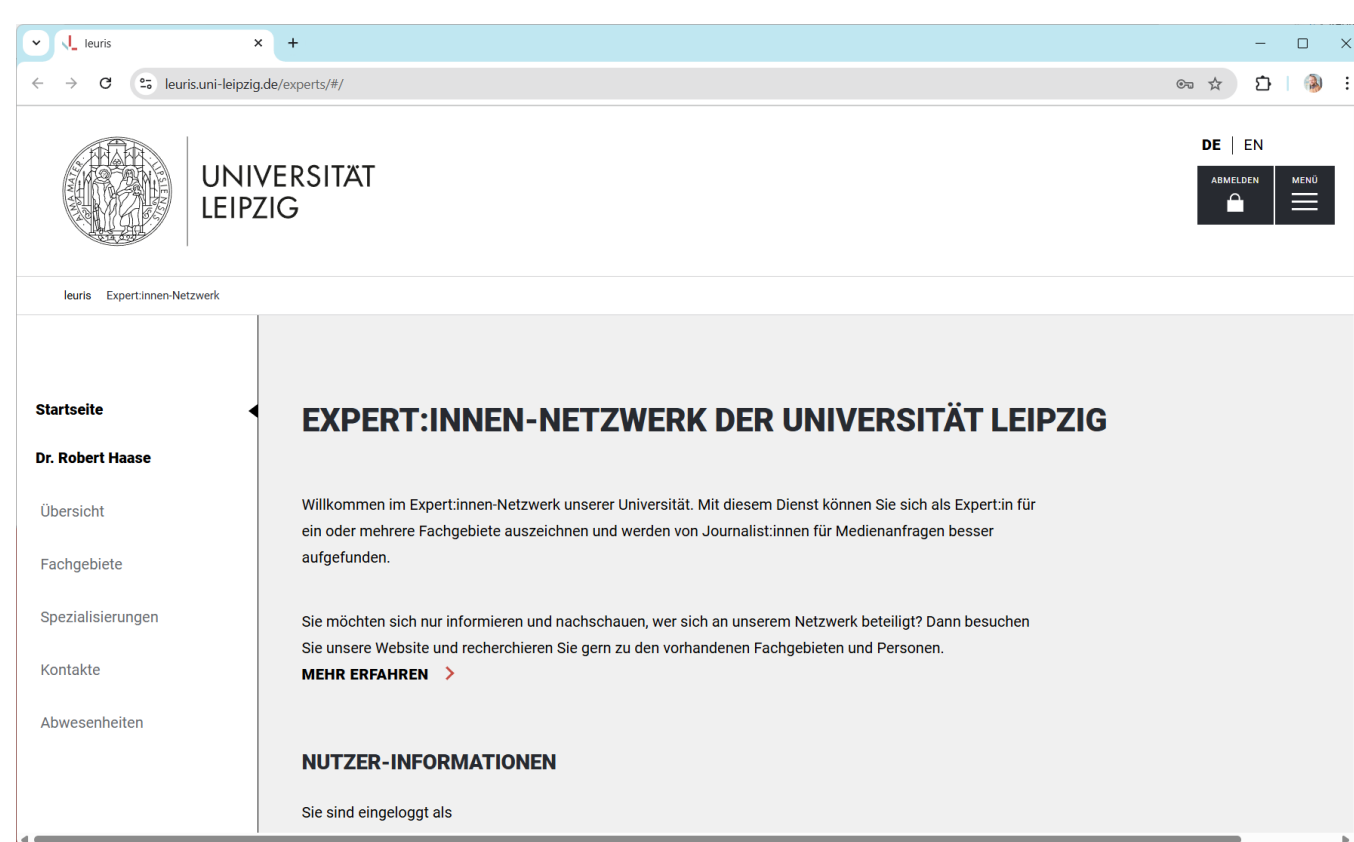 leuris
leuris.uni-leipzig.de/experts/#/
DE | EN
ABMELDEN
MENÜ
UNIVERSITÄT
LEIPZIG
leuris Expert:innen-Netzwerk
Startseite
Dr. Robert Haase
Übersicht
Fachgebiete
Spezialisierungen
Kontakte
Abwesenheiten
EXPERT:INNEN-NETZWERK DER UNIVERSITÄT LEIPZIG
Willkommen im Expert:innen-Netzwerk unserer Universität. Mit diesem Dienst können Sie sich als Expert:in für
ein oder mehrere Fachgebiete auszeichnen und werden von Journalist:innen für Medienanfragen besser
aufgefunden.
Sie möchten sich nur informieren und nachschauen, wer sich an unserem Netzwerk beteiligt? Dann besuchen
Sie unsere Website und recherchieren Sie gern zu den vorhandenen Fachgebieten und Personen.
MEHR ERFAHREN
NUTZER-INFORMATIONEN
Sie sind eingeloggt als